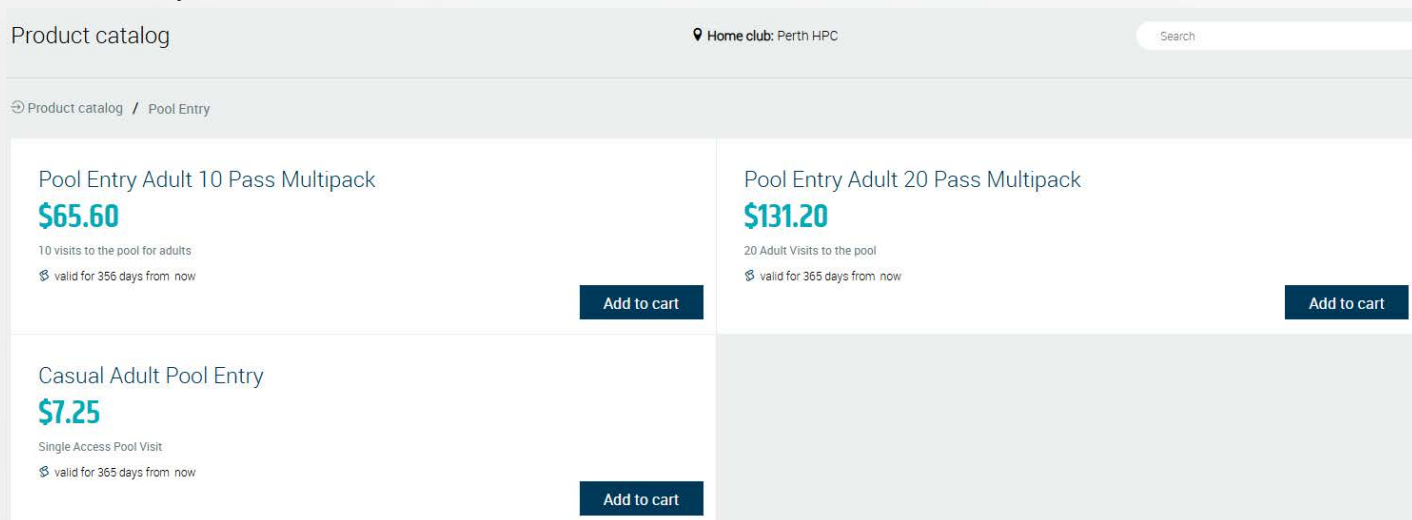 Product catalog
Home club: Perth HPC
Search
Product catalog / Pool Entry
Pool Entry Adult 10 Pass Multipack
$65.60
10 visits to the pool for adults
valid for 356 days from now
Add to cart
Pool Entry Adult 20 Pass Multipack
$131.20
20 Adult Visits to the pool
valid for 365 days from now
Add to cart
Casual Adult Pool Entry
$7.25
Single Access Pool Visit
valid for 365 days from now
Add to cart